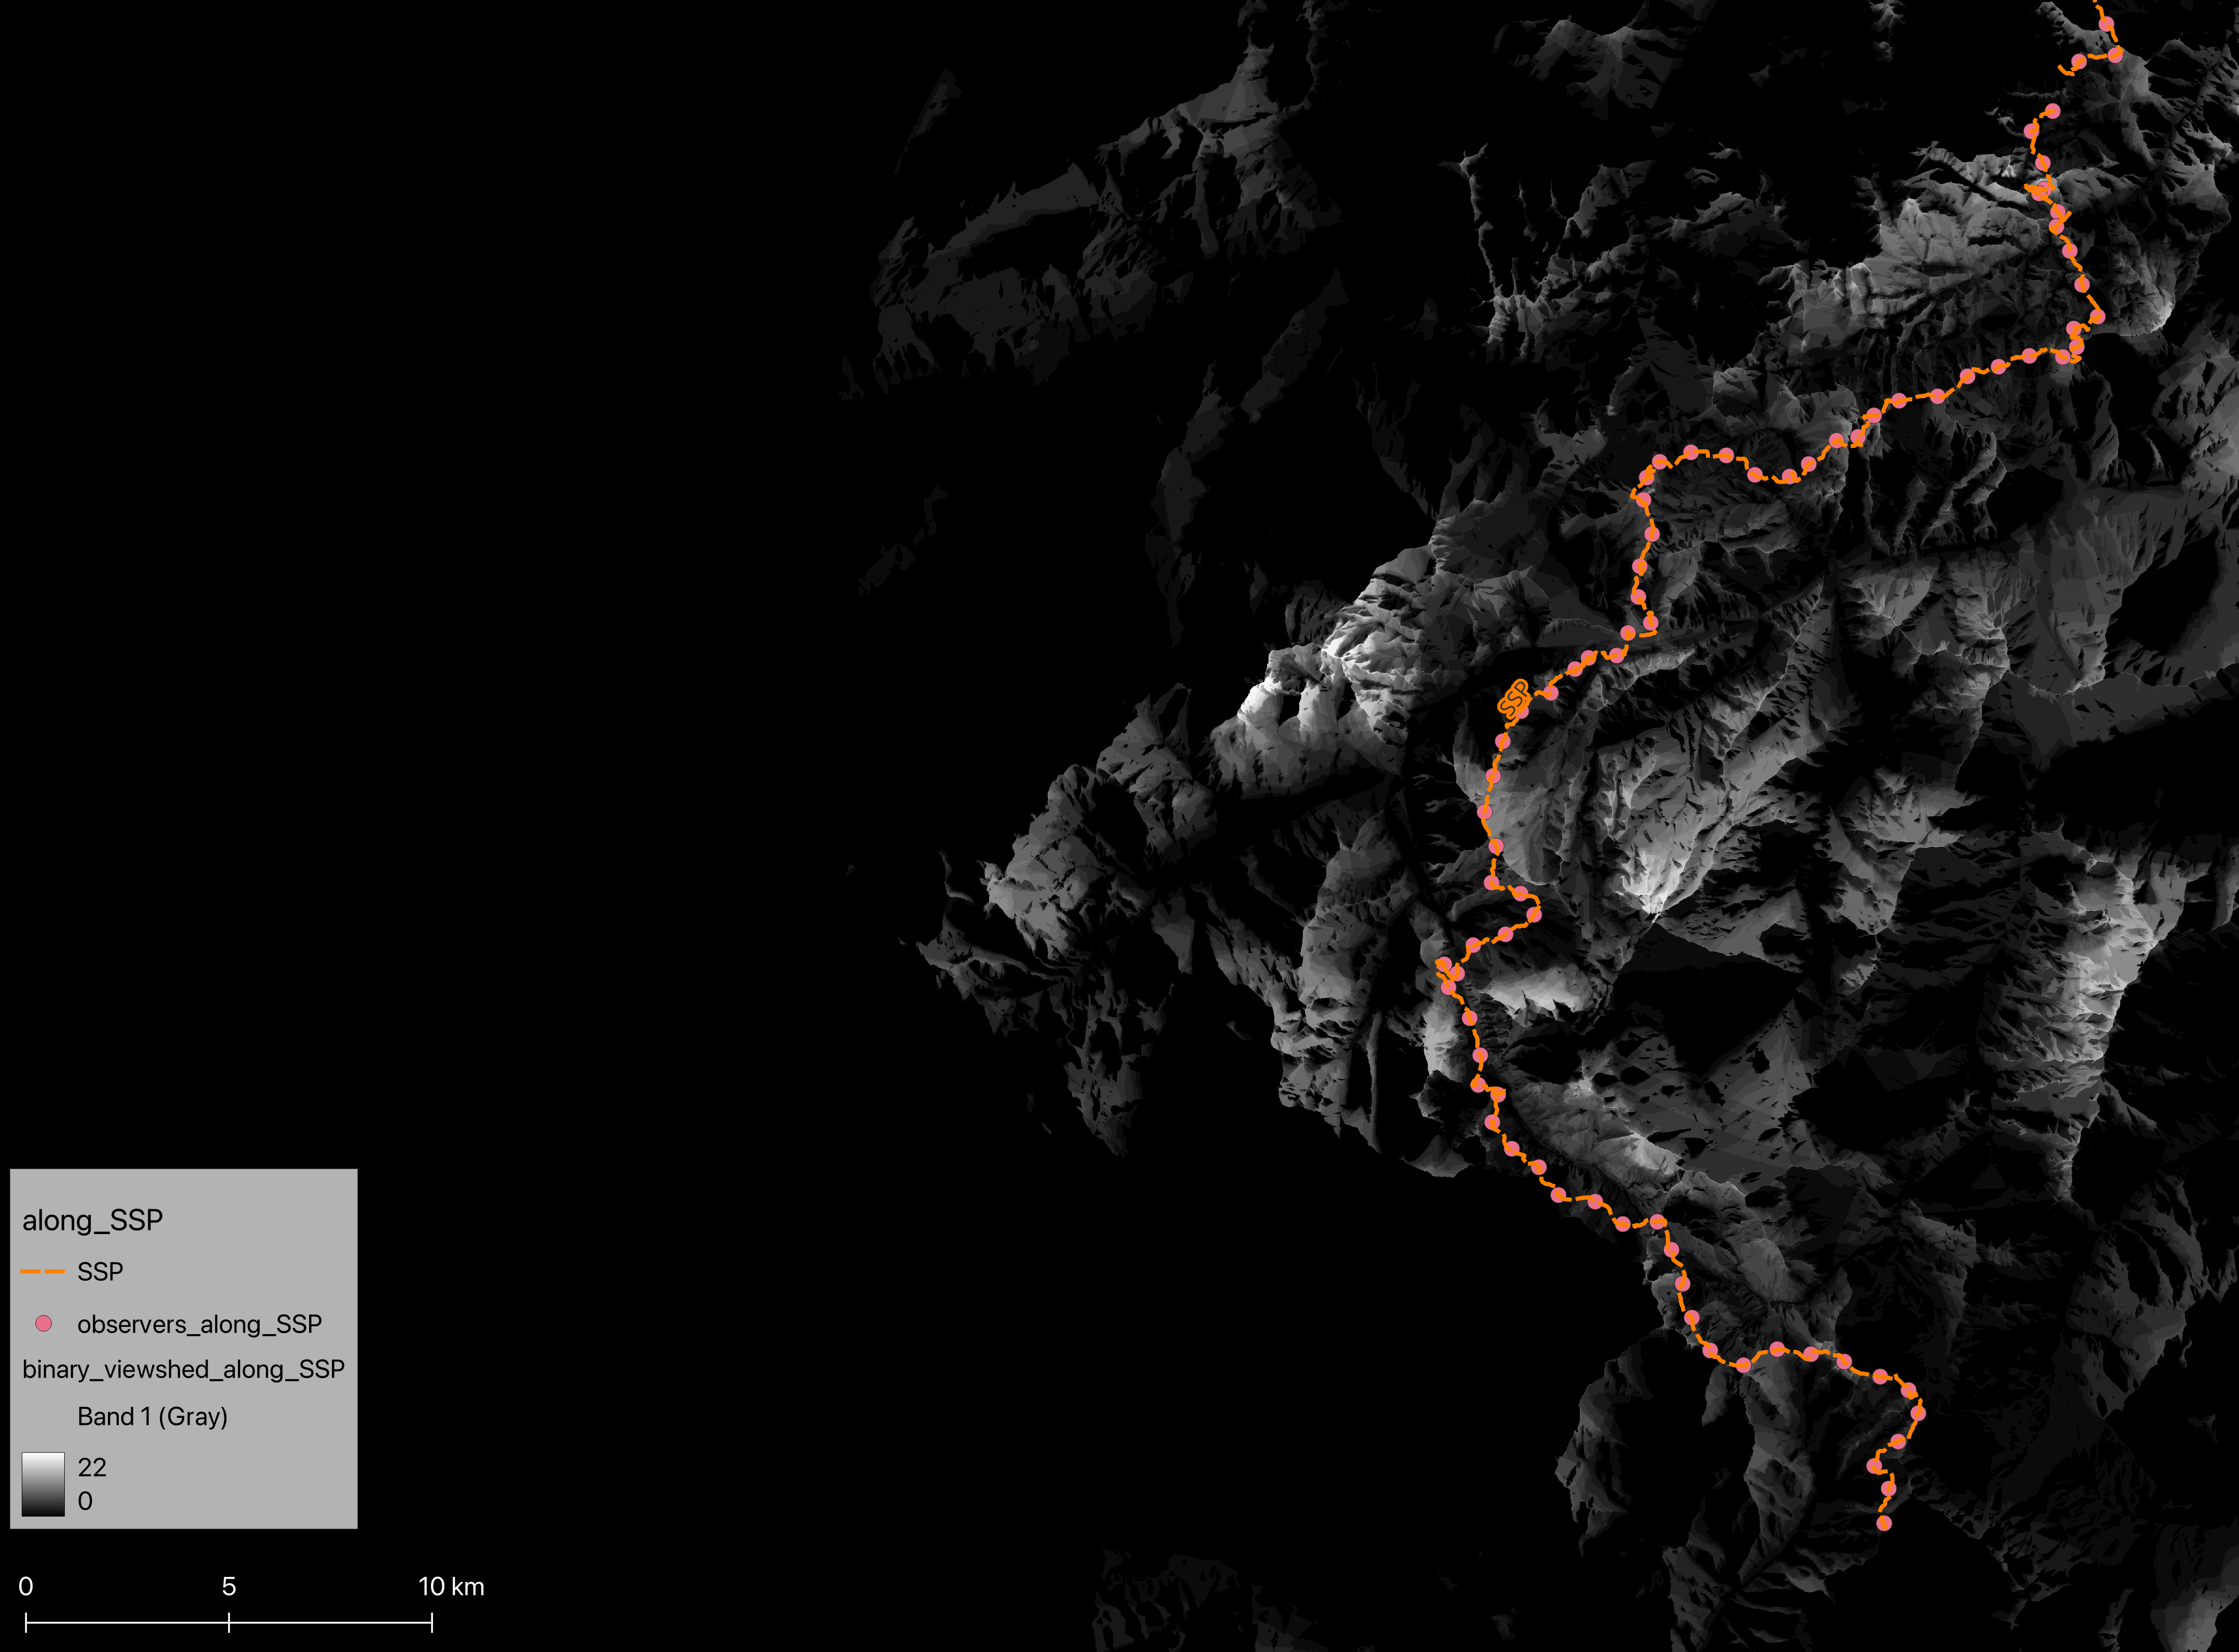 SSP
along_SSP
SSP
observers_along_SSP
binary_viewshed_along_SSP
Band 1 (Gray)
22
0
0 5 10 km